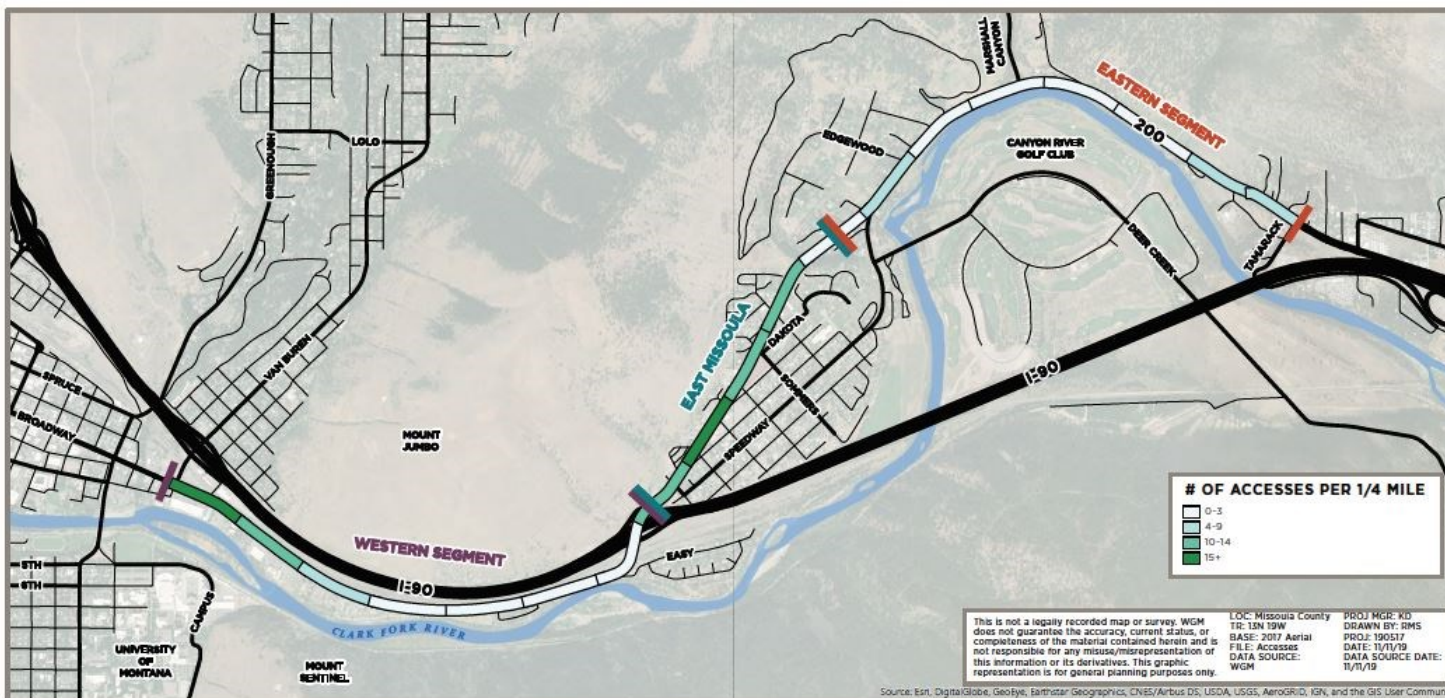 MARSHALL
CANYON
EASTERN SEGMENT
200
GREENOUGH
LOLO
EDGEWOOD
CANYON RIVER
GOLF CLUB
TAMARACK
DEER CREEK
VAN BUREN
EAST MISSOULA
DAKOTA
SOMMERS
SPEEDWAY
I-90
SPRUCE
BROADWAY
MOUNT
JUMBO
WESTERN SEGMENT
I-90
EASY
5TH
6TH
CAMPUS
CLARK FORK RIVER
UNIVERSITY
OF
MONTANA
MOUNT
SENTINEL
# OF ACCESSES PER 1/4 MILE
0-3
4-9
10-14
15+
This is not a legally recorded map or survey. WGM
does not guarantee the accuracy, current status, or
completeness of the material contained herein and is
not responsible for any misuse/misrepresentation of
this information or its derivatives. This graphic
representation is for general planning purposes only.
LOC: Missoula County
TR: 13N 19W
BASE: 2017 Aerial
FILE: Accesses
DATA SOURCE:
WGM
PROJ MGR: KD
DRAWN BY: RMS
PROJ: 190517
DATE: 11/11/19
DATA SOURCE DATE:
11/11/19
Source: Esri, DigitalGlobe, GeoEye, Earthstar Geographics, CNES/Airbus DS, USDA, USGS, AeroGRID, IGN, and the GIS User Commun